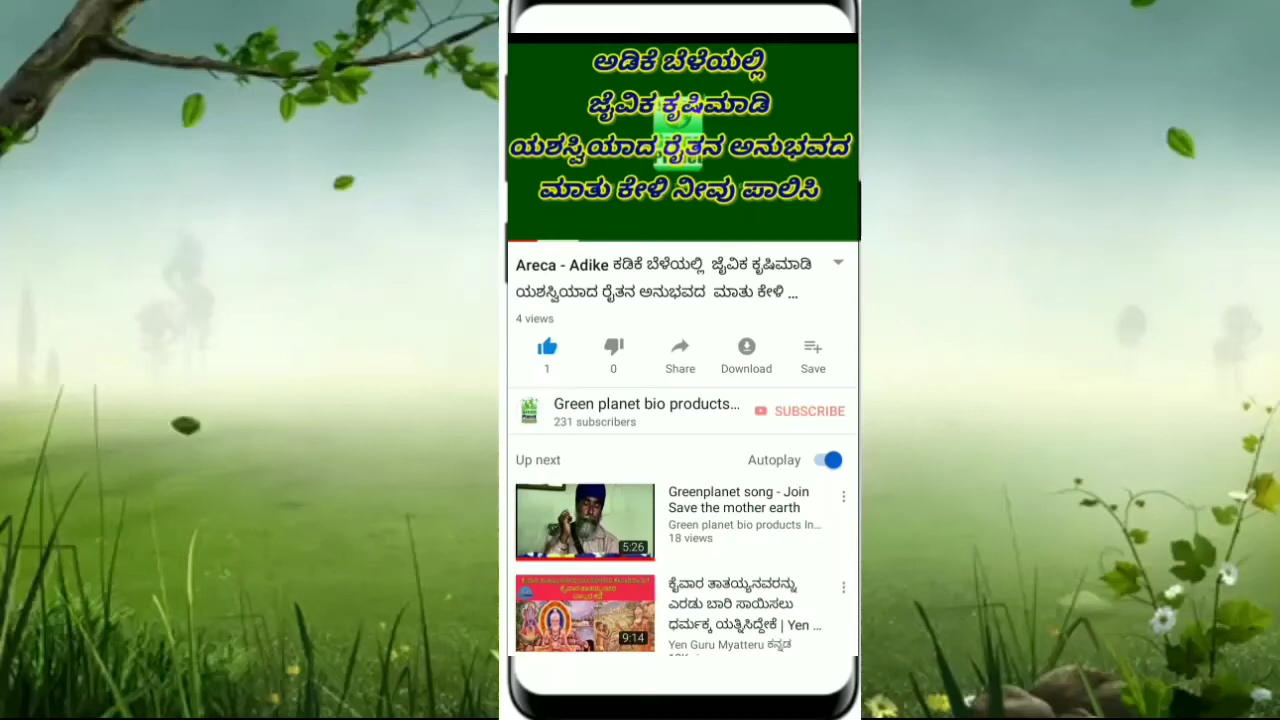 ಅಡಿಕೆ ಬೆಳೆಯಲ್ಲಿ
ಜೈವಿಕ ಕೃಷಿಮಾಡಿ
ಯಶಸ್ವಿಯಾದ ರೈತನ ಅನುಭವದ
ಮಾತು ಕೇಳಿ ನೀವು ಪಾಲಿಸಿ
Areca - Adike ಕಡಿಕೆ ಬೆಳೆಯಲ್ಲಿ ಜೈವಿಕ ಕೃಷಿಮಾಡಿ
ಯಶಸ್ವಿಯಾದ ರೈತನ ಅನುಭವದ ಮಾತು ಕೇಳಿ ...
4 views
1
0
Share
Download
Save
Green planet bio products...
231 subscribers
SUBSCRIBE
Up next
Autoplay
Greenplanet song - Join
Save the mother earth
Green planet bio products In...
18 views
5:26
ಕೈವಾರ ತಾತಯ್ಯನವರನ್ನು
ಎರಡು ಬಾರಿ ಸಾಯಿಸಲು
ಧರ್ಮಕ್ಕ ಯತ್ನಿಸಿದ್ದೇಕೆ | Yen ...
Yen Guru Myatteru ಕನ್ನಡ
9:14